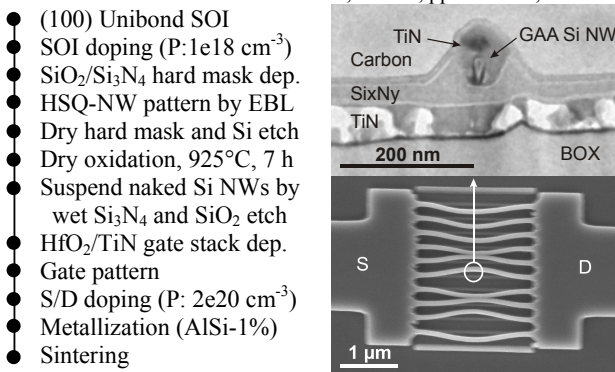 (100) Unibond SOI
SOI doping (P:1e18 cm-3)
SiO2/Si3N4 hard mask dep.
HSQ-NW pattern by EBL
Dry hard mask and Si etch
Dry oxidation, 925°C, 7 h
Suspend naked Si NWs by
wet Si3N4 and SiO2 etch
HfO2/TiN gate stack dep.
Gate pattern
S/D doping (P: 2e20 cm-3)
Metallization (AlSi-1%)
Sintering
TiN
GAA Si NW
Carbon
SixNy
TiN
200 nm
BOX
S
D
1 µm